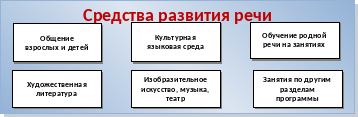 Средства развития речи
Общение
взрослых и детей
Культурная
языковая среда
Обучение родной
речи на занятиях
Художественная
литература
Изобразительное
искусство, музыка,
театр
Занятия по другим
разделам
программы